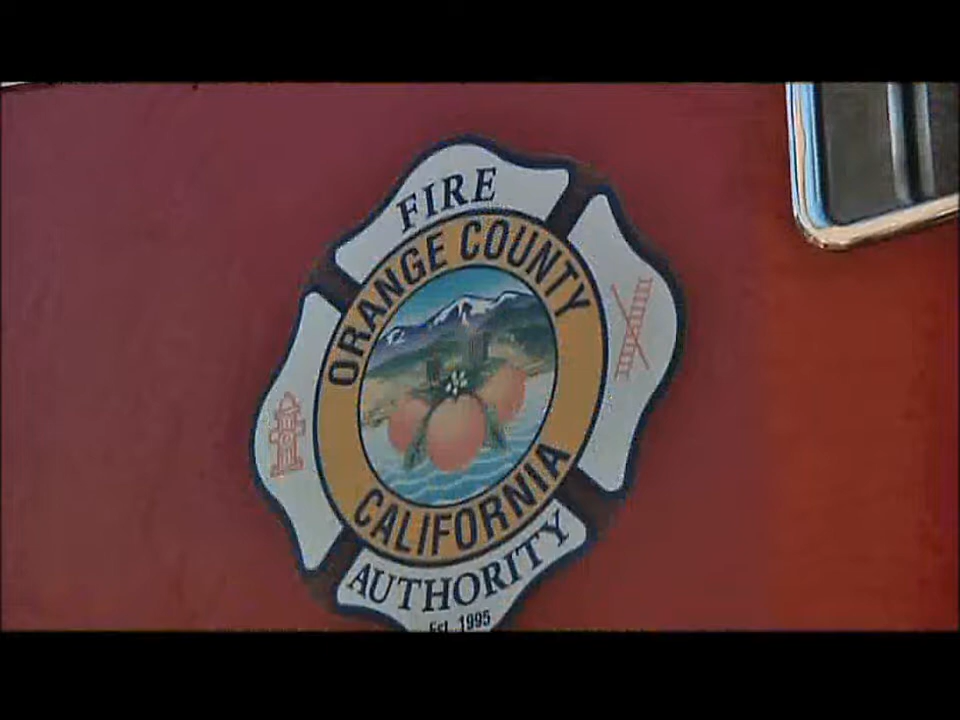 FIRE
ORANGE COUNTY
CALIFORNIA
AUTHORITY
Est. 1995